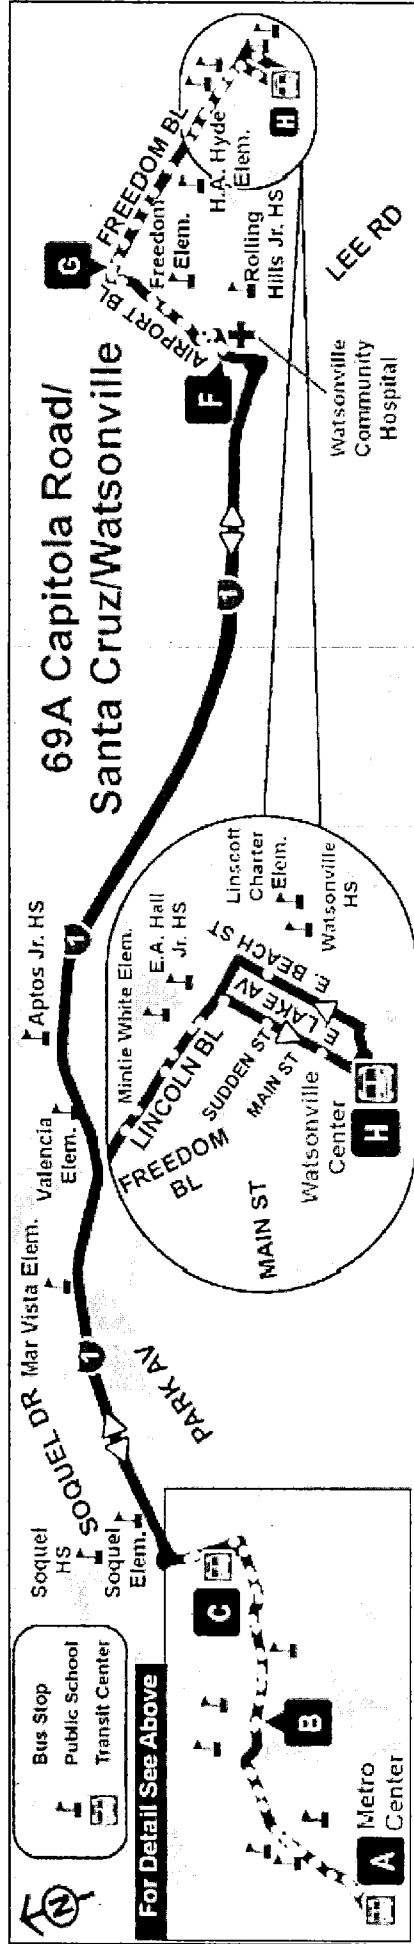 69A Capitola Road/
Santa Cruz/Watsonville
N
Bus Stop
Public School
Transit Center
For Detail See Above
A
Metro
Center
B
C
Soquel
HS
Soquel
Elem.
SOQUEL DR
Mar Vista Elem.
1
PARK AV
Valencia
Elem.
Aptos Jr. HS
1
1
Mintie White Elem.
E.A. Hall
Jr. HS
LINCOLN BL
FREEDOM
BL
SUDDEN ST
MAIN ST
MAIN ST
E. LAKE AV
E. BEACH ST
Linscott
Charter
Elem.
Watsonville
HS
Watsonville
Center
H
F
AIRPORT BL
G
FREEDOM BL
Freedom
Elem.
H.A. Hyde
Elem.
Rolling
Hills Jr. HS
H
LEE RD
Watsonville
Community
Hospital